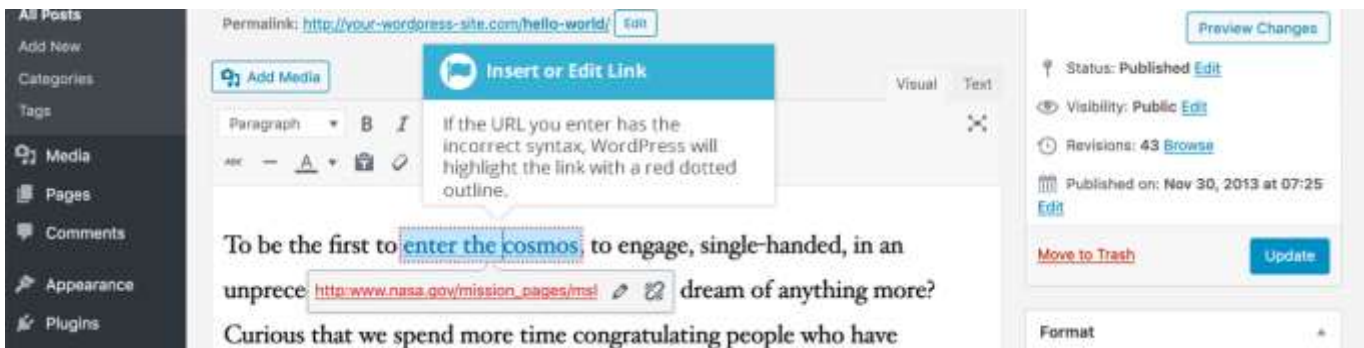 All Posts
Add New
Categories
Tags
Media
Pages
Comments
Appearance
Plugins
Permalink: http://your-wordpress-site.com/hello-world/ Edit
Add Media
Visual Text
Paragraph B I
ABC A
Insert or Edit Link
If the URL you enter has the
incorrect syntax, WordPress will
highlight the link with a red dotted
outline.
To be the first to enter the cosmos, to engage, single-handed, in an
unprece http:www.nasa.gov/mission_pages/msl dream of anything more?
Curious that we spend more time congratulating people who have
Preview Changes
Status: Published Edit
Visibility: Public Edit
Revisions: 43 Browse
Published on: Nov 30, 2013 at 07:25
Edit
Move to Trash Update
Format